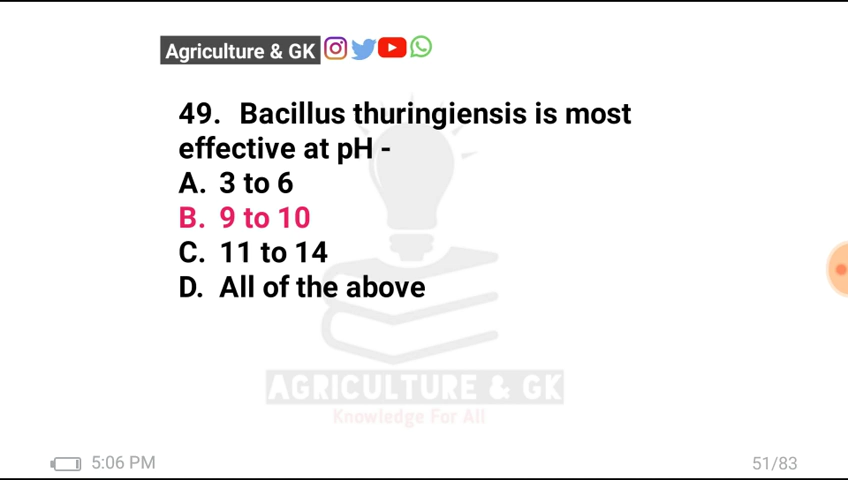 Agriculture & GK
49. Bacillus thuringiensis is most
effective at pH -
A. 3 to 6
B. 9 to 10
C. 11 to 14
D. All of the above
AGRICULTURE & GK
Knowledge For All
5:06 PM
51/83